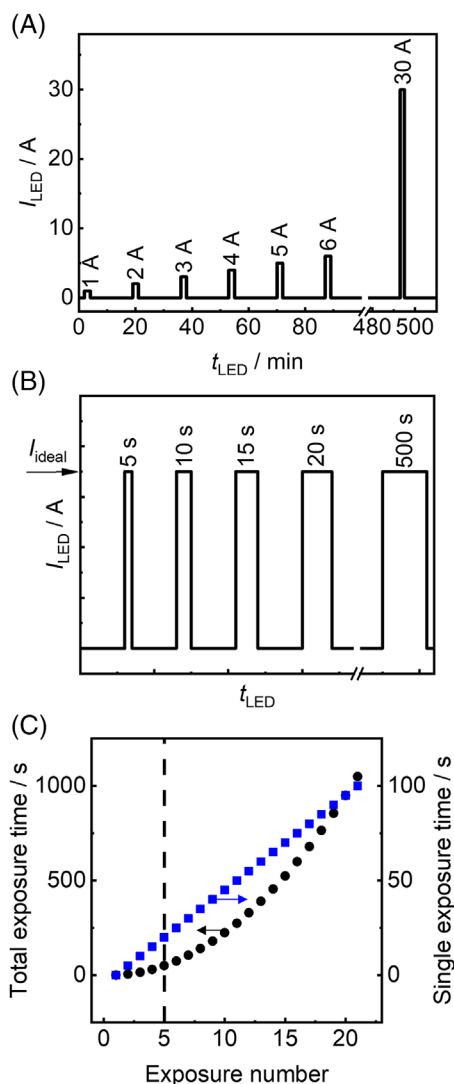 (A)
I_LED / A
30
20
10
0
1 A
2 A
3 A
4 A
5 A
6 A
30 A
0 20 40 60 80 100 480 500
t_LED / min
(B)
I_ideal
I_LED / A
5 s
10 s
15 s
20 s
500 s
t_LED
(C)
Total exposure time / s
1000
500
0
100
50
0
Single exposure time / s
0 5 10 15 20
Exposure number